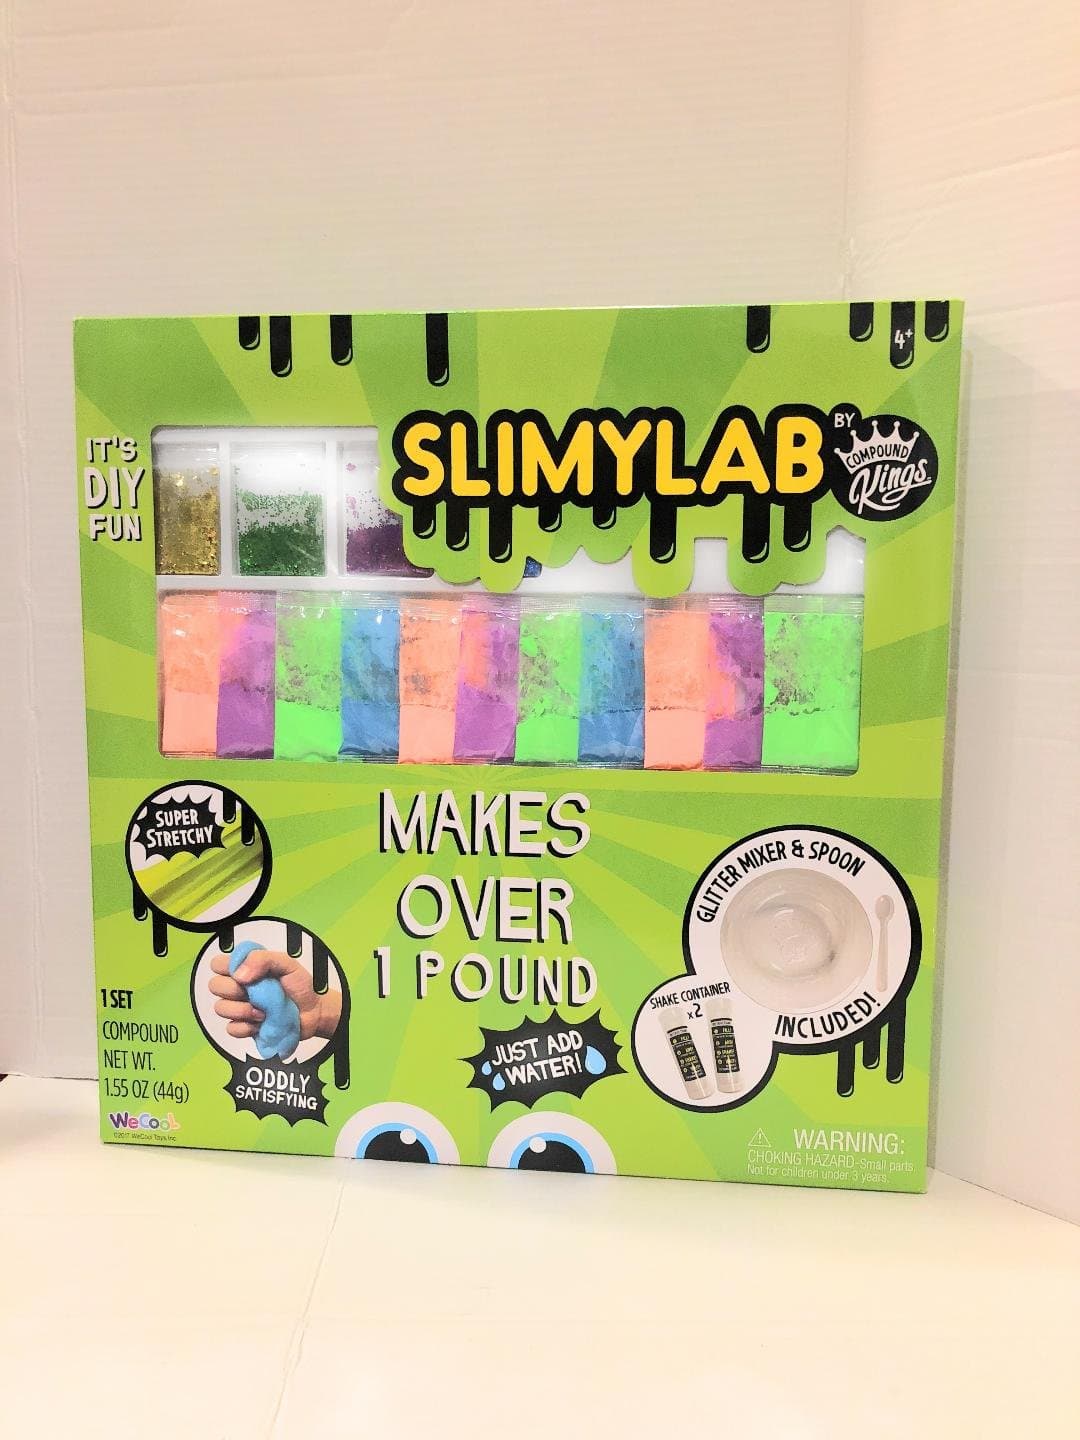 4+
IT'S
DIY
FUN
SLIMYLAB
BY
COMPOUND
Kings
SUPER
STRETCHY
MAKES
OVER
1 POUND
GLITTER MIXER & SPOON
INCLUDED!
SHAKE CONTAINER
x2
FILL
FILL
JUST ADD
WATER!
ODDLY
SATISFYING
1 SET
COMPOUND
NET WT.
1.55 OZ (44g)
WeCool
©2017 WeCool Toys Inc.
WARNING:
CHOKING HAZARD-Small parts
Not for children under 3 years.